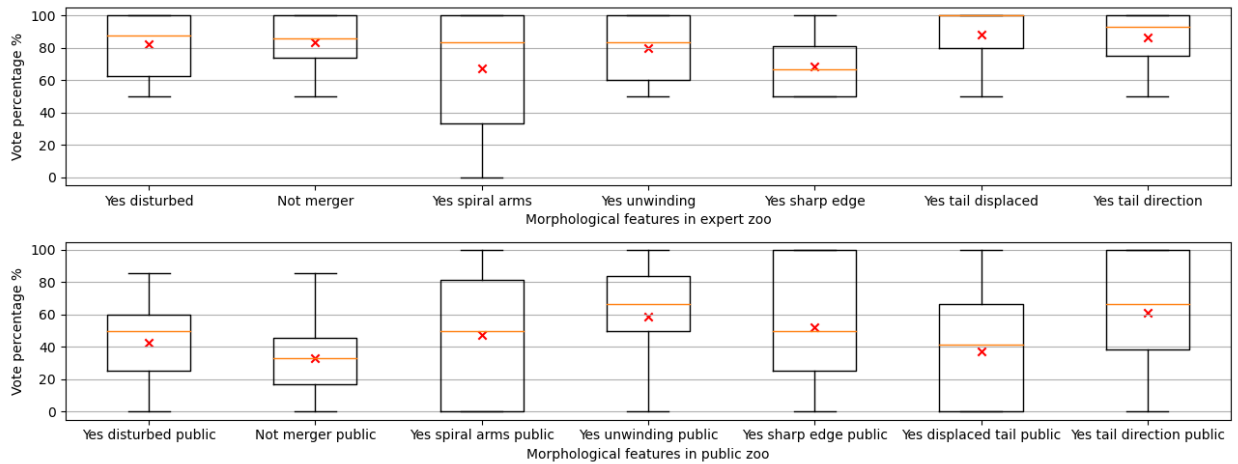 100
80
60
40
20
0
Vote percentage %
Yes disturbed Not merger Yes spiral arms Yes unwinding Yes sharp edge Yes tail displaced Yes tail direction
Morphological features in expert zoo
100
80
60
40
20
0
Vote percentage %
Yes disturbed public Not merger public Yes spiral arms public Yes unwinding public Yes sharp edge public Yes displaced tail public Yes tail direction public
Morphological features in public zoo